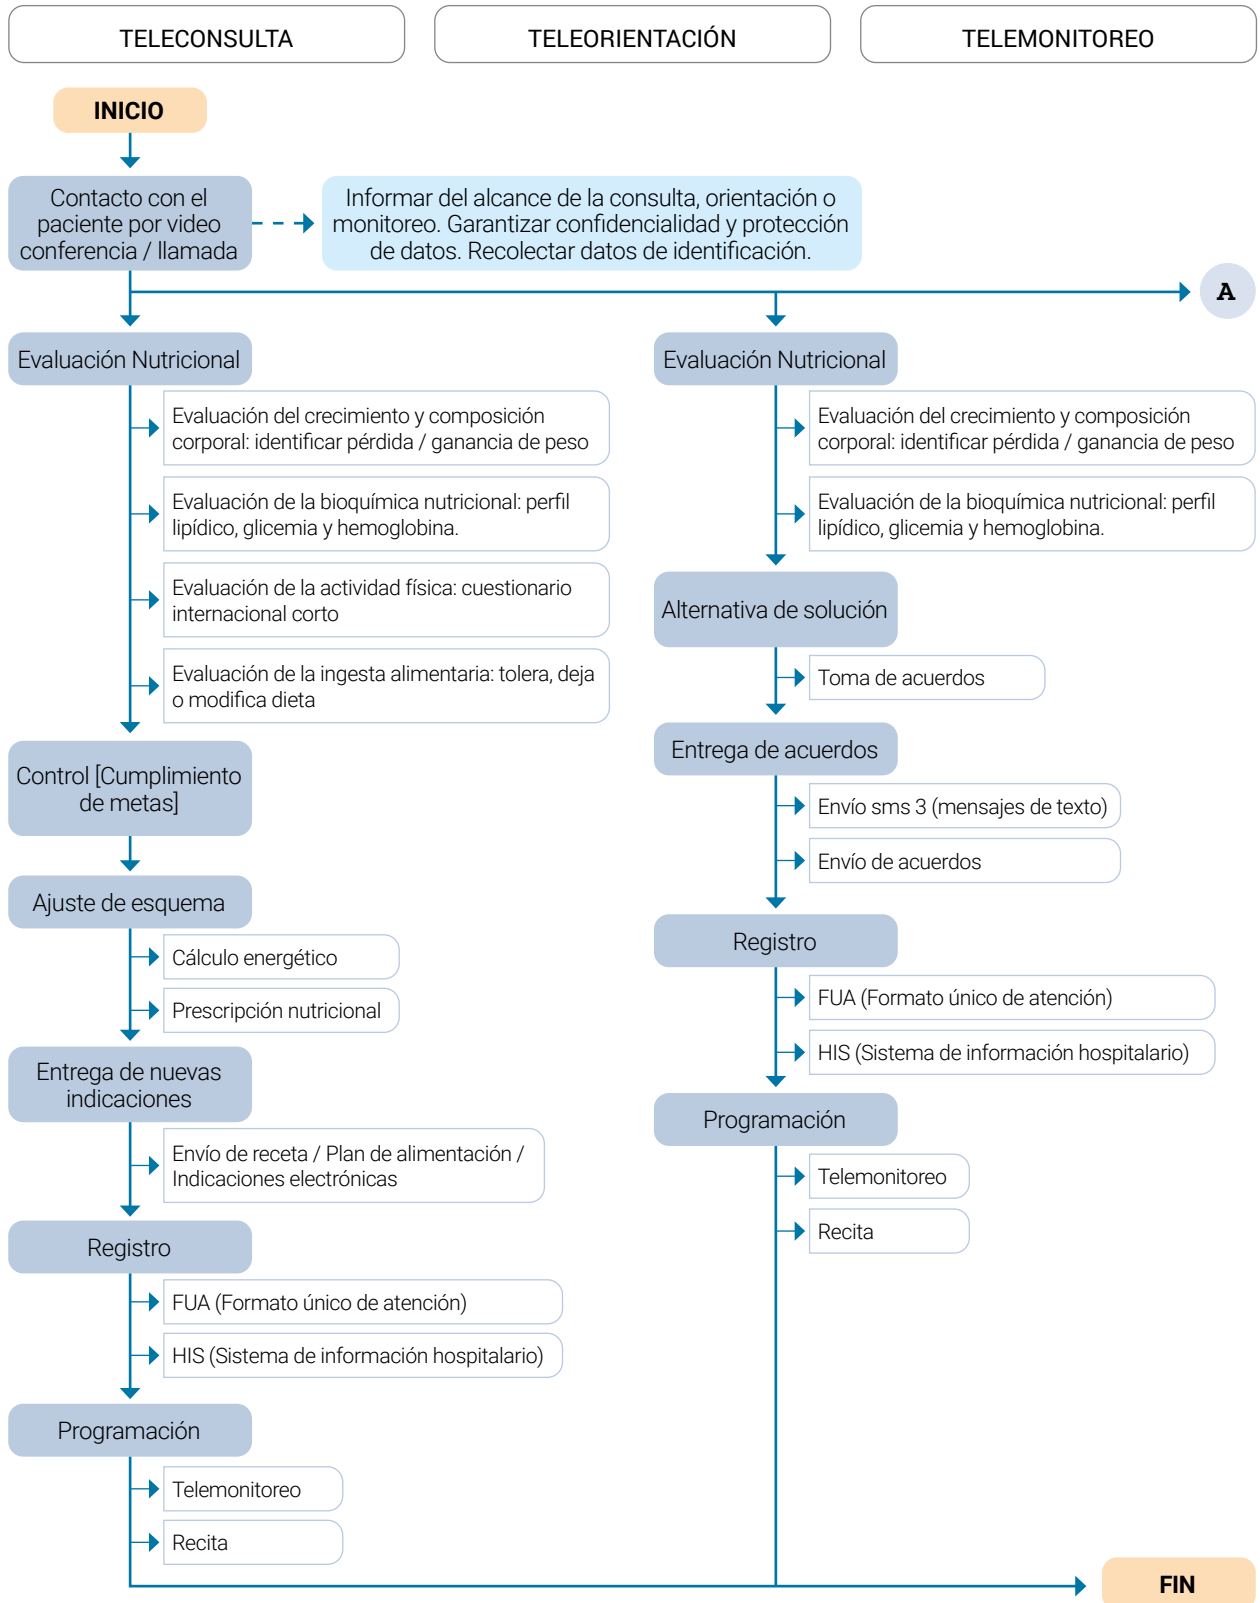 TELECONSULTA
TELEORIENTACIÓN
TELEMONITOREO
INICIO
Contacto con el
paciente por video
conferencia / llamada
Informar del alcance de la consulta, orientación o
monitoreo. Garantizar confidencialidad y protección
de datos. Recolectar datos de identificación.
A
Evaluación Nutricional
Evaluación del crecimiento y composición
corporal: identificar pérdida / ganancia de peso
Evaluación de la bioquímica nutricional: perfil
lipídico, glicemia y hemoglobina.
Evaluación de la actividad física: cuestionario
internacional corto
Evaluación de la ingesta alimentaria: tolera, deja
o modifica dieta
Control [Cumplimiento
de metas]
Ajuste de esquema
Cálculo energético
Prescripción nutricional
Entrega de nuevas
indicaciones
Envío de receta / Plan de alimentación /
Indicaciones electrónicas
Registro
FUA (Formato único de atención)
HIS (Sistema de información hospitalario)
Programación
Telemonitoreo
Recita
Evaluación Nutricional
Evaluación del crecimiento y composición
corporal: identificar pérdida / ganancia de peso
Evaluación de la bioquímica nutricional: perfil
lipídico, glicemia y hemoglobina.
Alternativa de solución
Toma de acuerdos
Entrega de acuerdos
Envío sms 3 (mensajes de texto)
Envío de acuerdos
Registro
FUA (Formato único de atención)
HIS (Sistema de información hospitalario)
Programación
Telemonitoreo
Recita
FIN